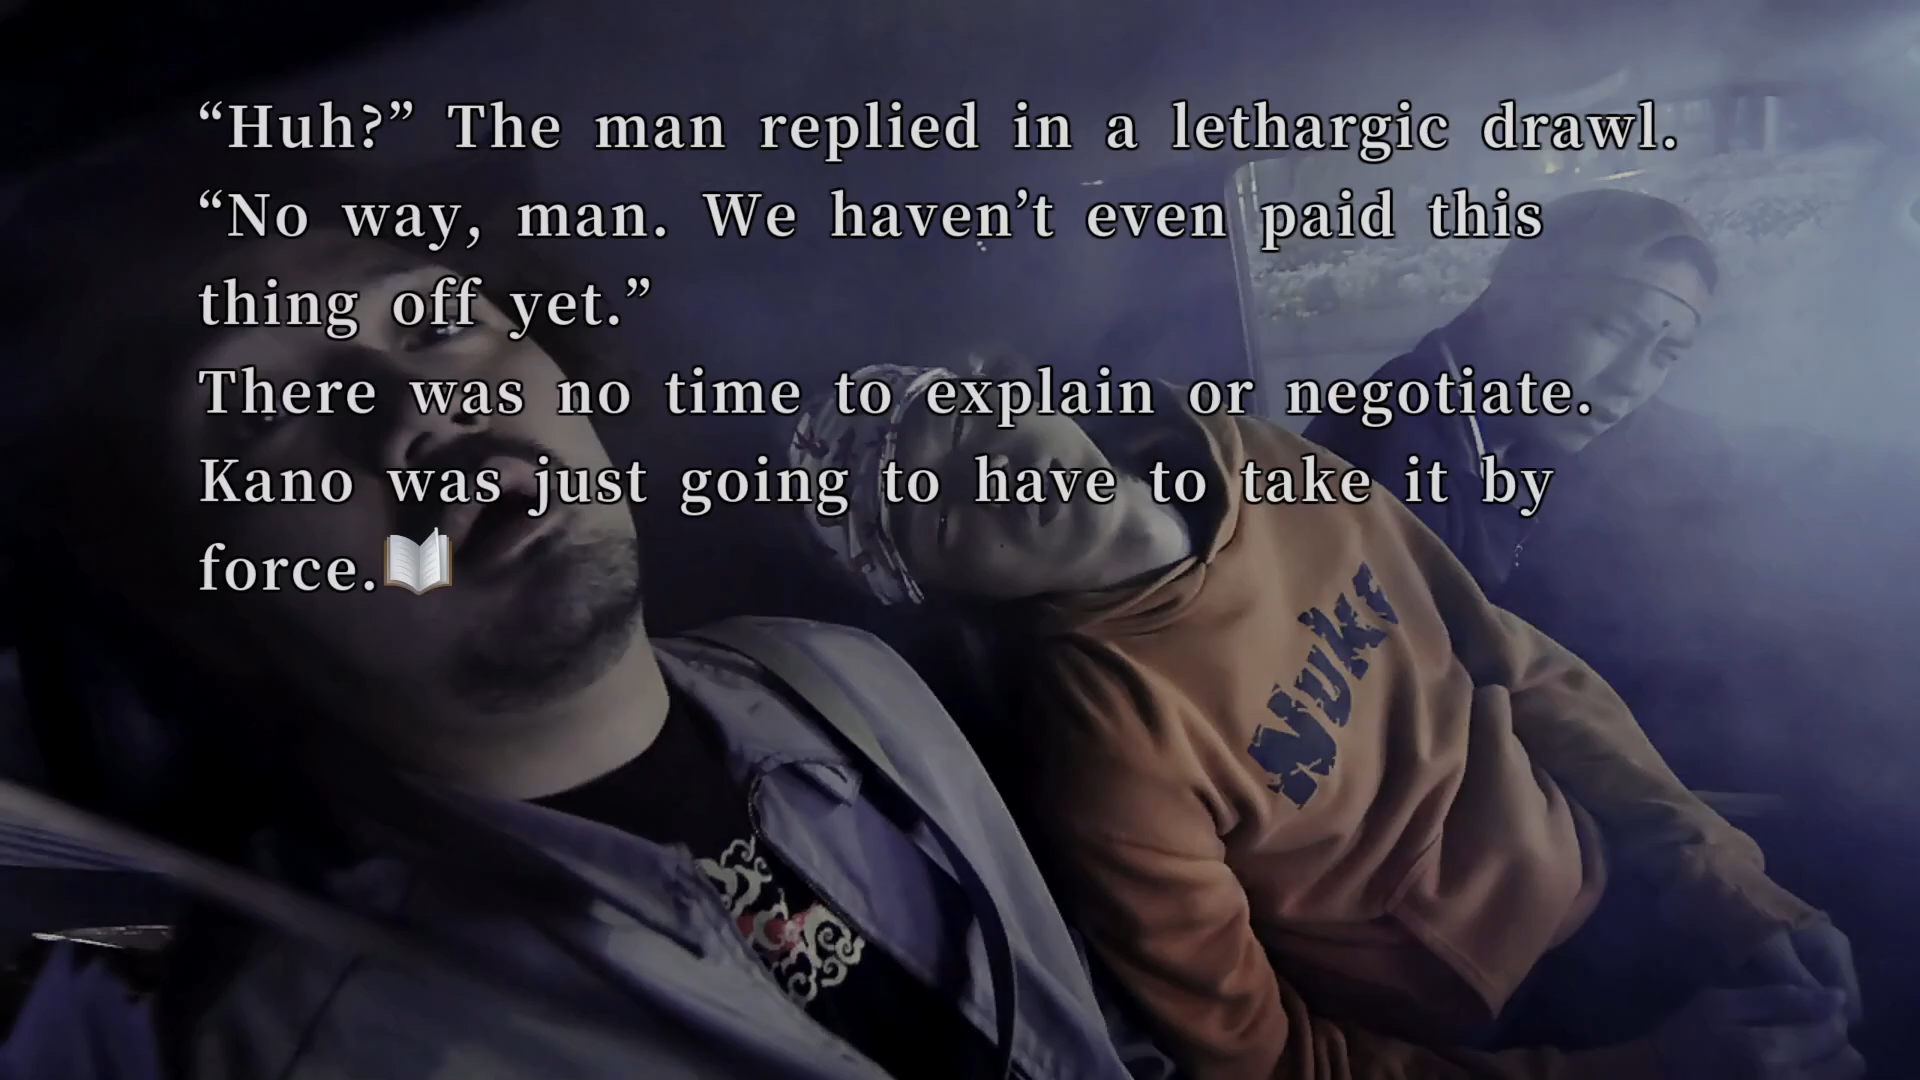 “Huh?” The man replied in a lethargic drawl.
“No way, man. We haven’t even paid this
thing off yet.”
There was no time to explain or negotiate.
Kano was just going to have to take it by
force.